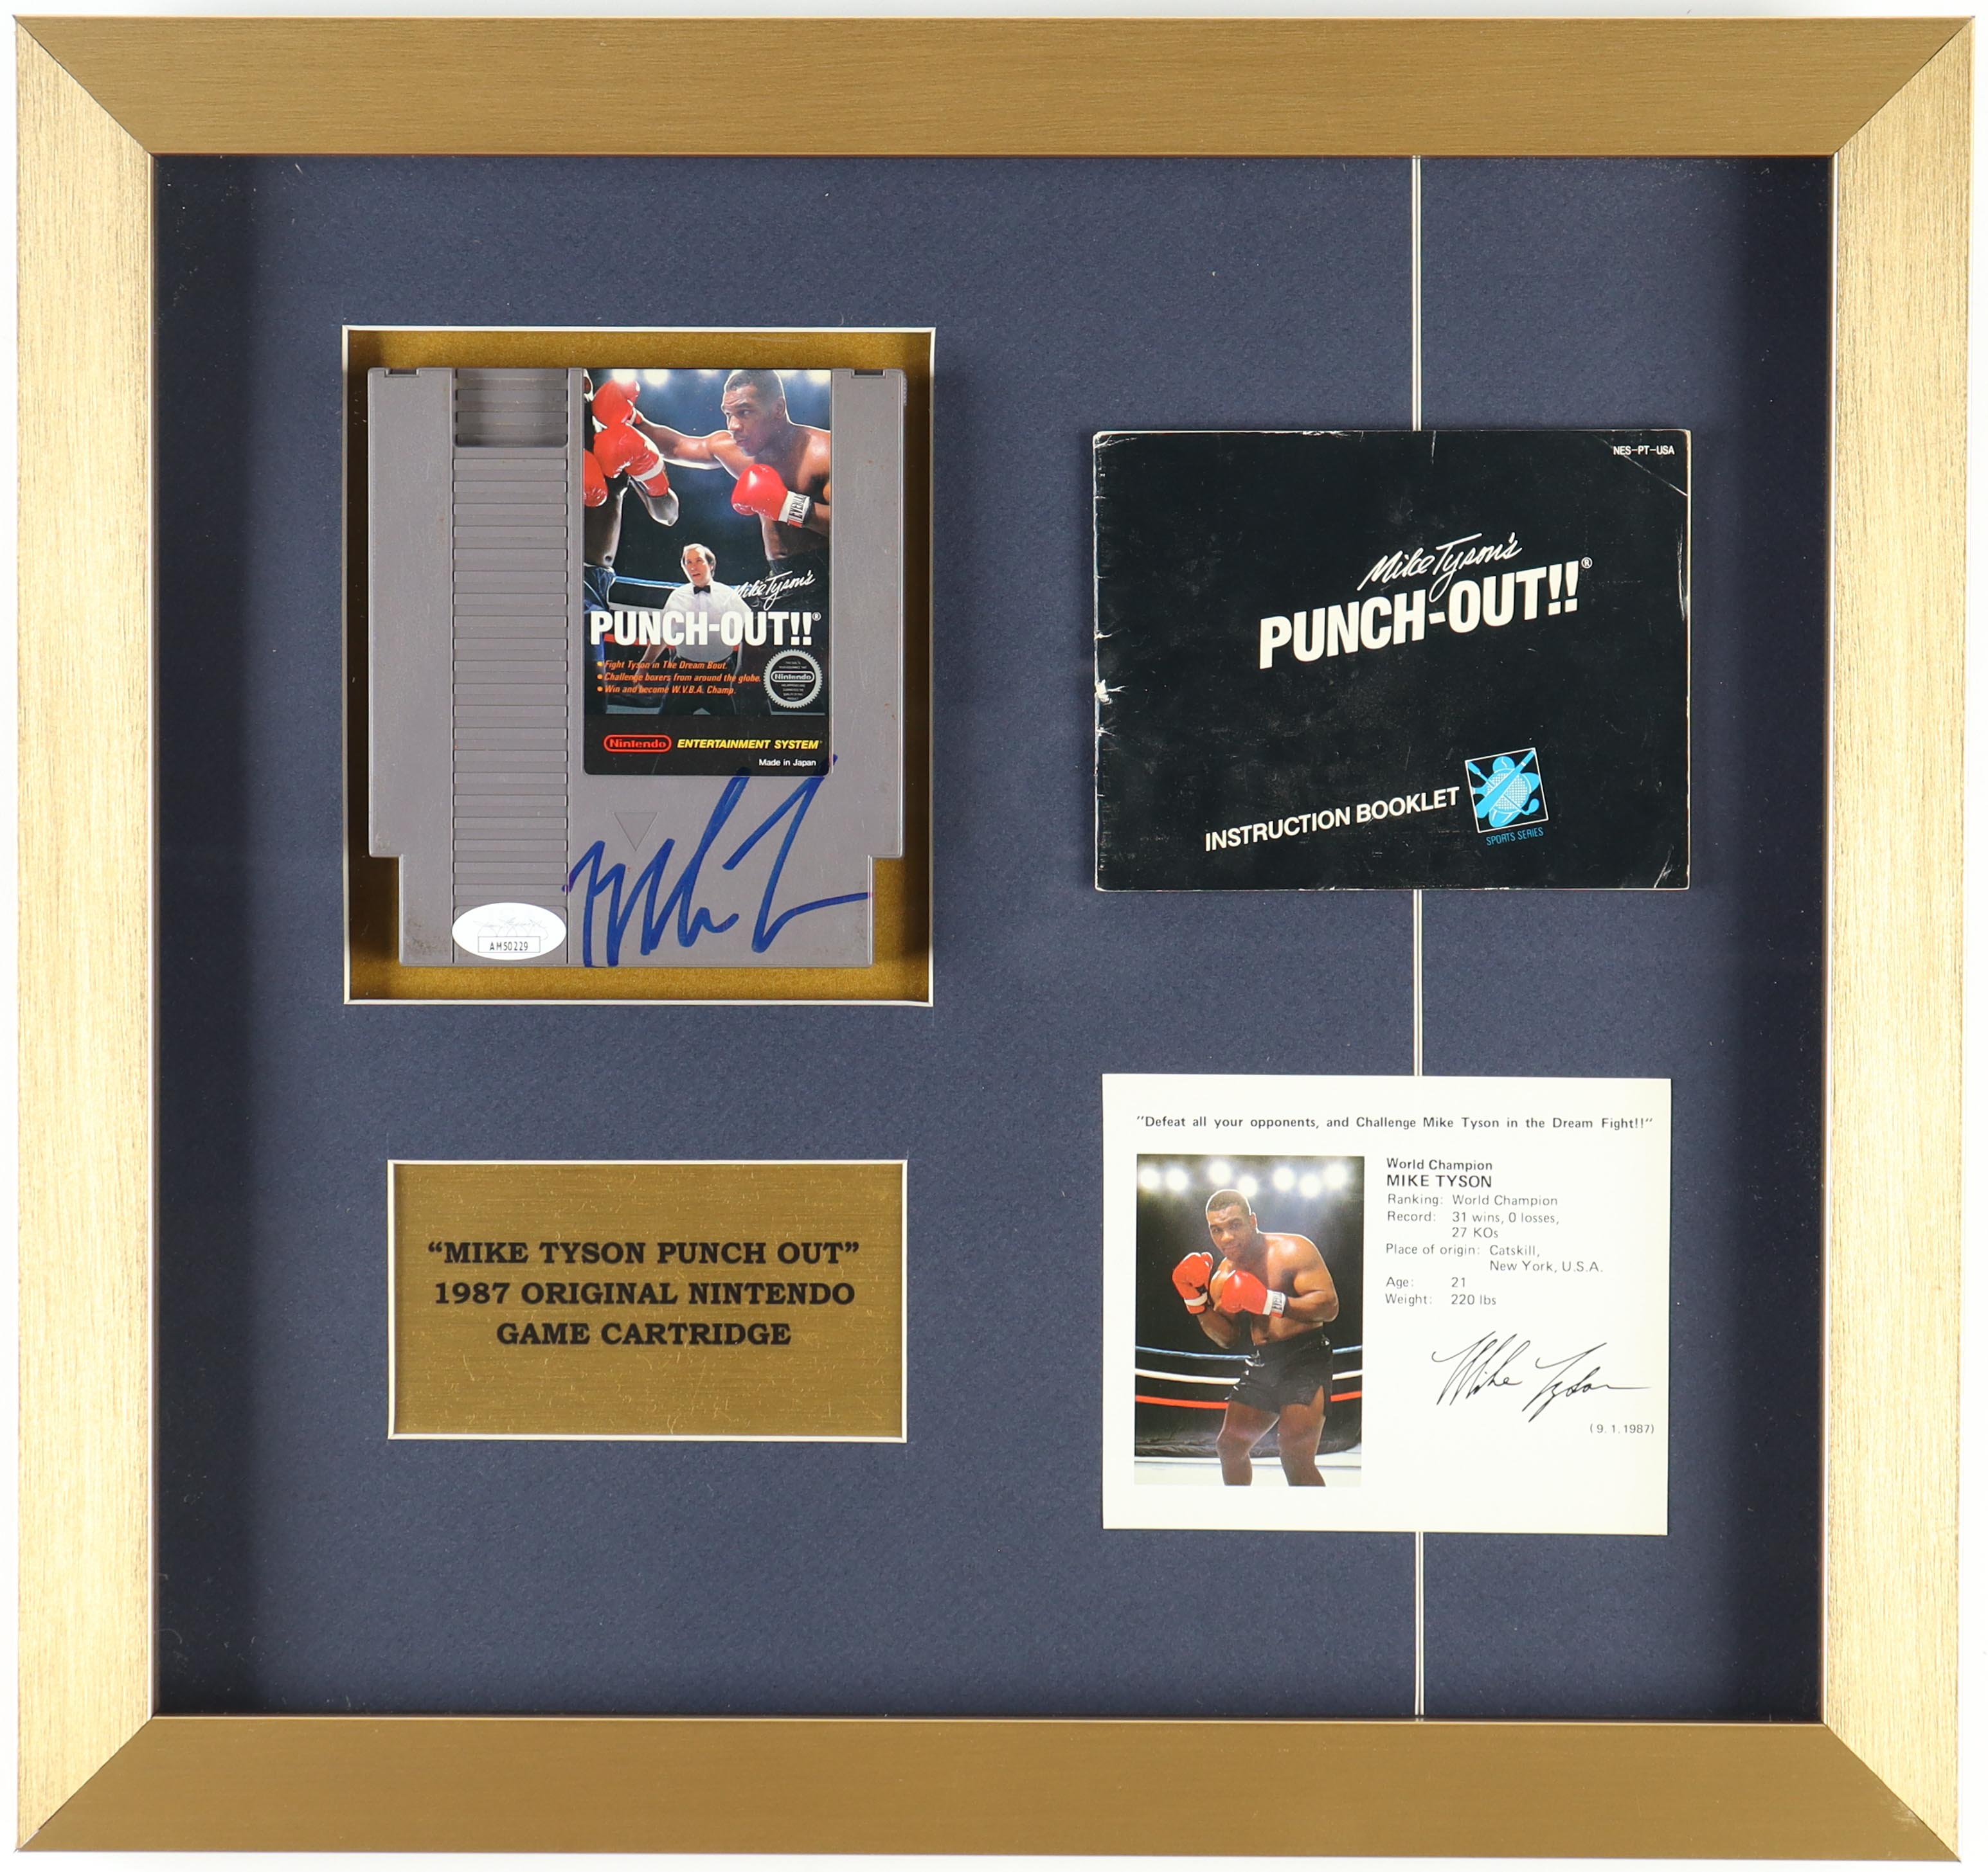 EVERLAST
Mike Tyson's
PUNCH-OUT!!®
• Fight Tyson in The Dream Bout.
• Challenge boxers from around the globe.
• Win and become W.V.B.A. Champ.
Nintendo
Nintendo ENTERTAINMENT SYSTEM
Made in Japan
AH50229
NES-PT-USA
Mike Tyson's
PUNCH-OUT!!®
INSTRUCTION BOOKLET
SPORTS SERIES
“MIKE TYSON PUNCH OUT”
1987 ORIGINAL NINTENDO
GAME CARTRIDGE
"Defeat all your opponents, and Challenge Mike Tyson in the Dream Fight!!"
World Champion
MIKE TYSON
Ranking: World Champion
Record: 31 wins, 0 losses,
27 KOs
Place of origin: Catskill,
New York, U.S.A.
Age: 21
Weight: 220 lbs
Mike Tyson
(9.1.1987)